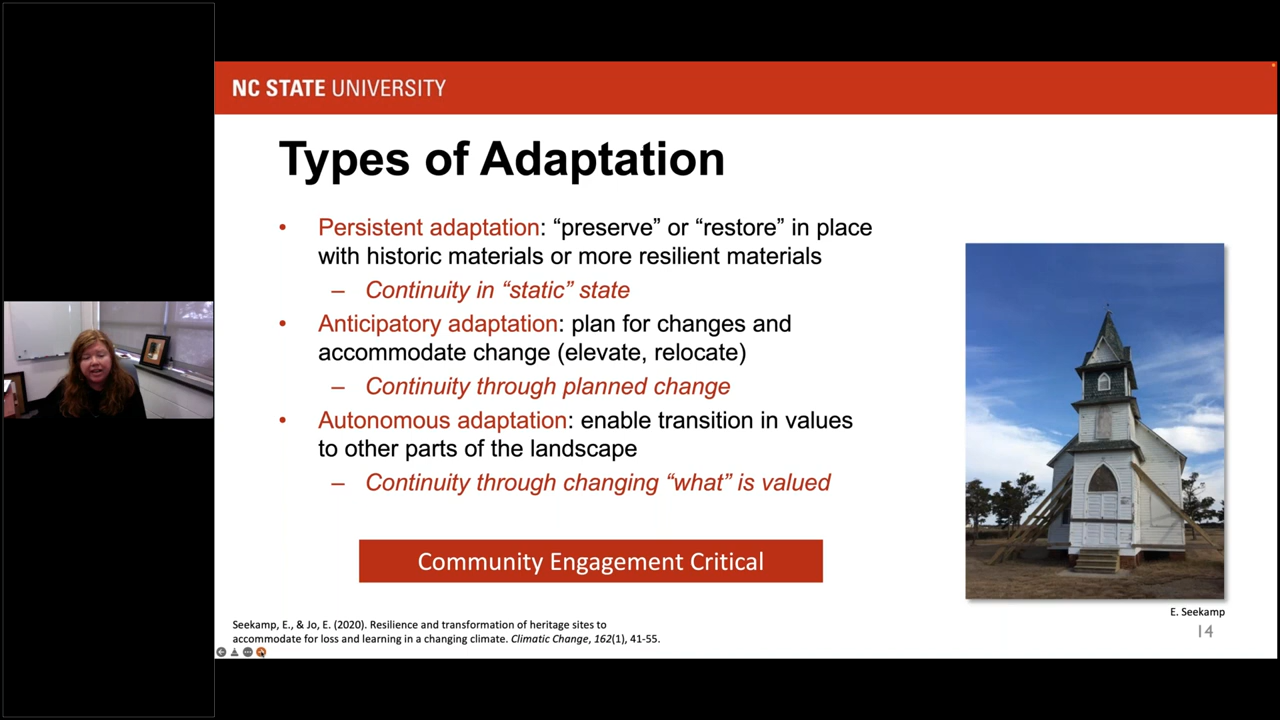 NC STATE UNIVERSITY
Types of Adaptation
• Persistent adaptation: “preserve” or “restore” in place
with historic materials or more resilient materials
– Continuity in “static” state
• Anticipatory adaptation: plan for changes and
accommodate change (elevate, relocate)
– Continuity through planned change
• Autonomous adaptation: enable transition in values
to other parts of the landscape
– Continuity through changing “what” is valued
Community Engagement Critical
E. Seekamp
Seekamp, E., & Jo, E. (2020). Resilience and transformation of heritage sites to
accommodate for loss and learning in a changing climate. Climatic Change, 162(1), 41-55.
14